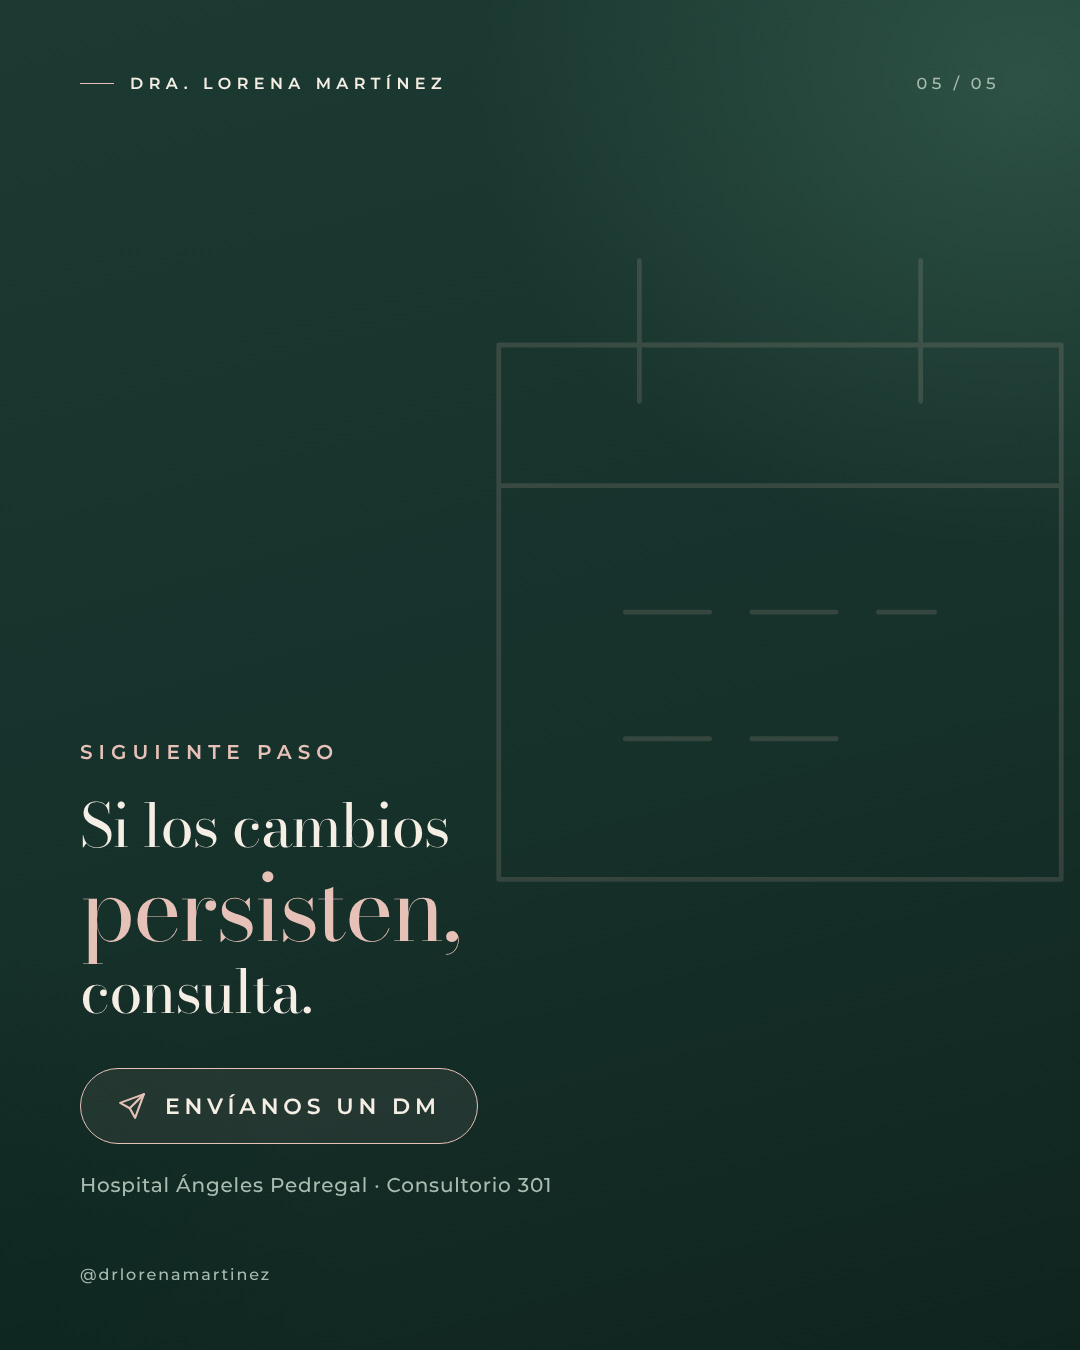 DRA. LORENA MARTÍNEZ
05 / 05
SIGUIENTE PASO
Si los cambios
persisten,
consulta.
ENVÍANOS UN DM
Hospital Ángeles Pedregal · Consultorio 301
@drlorenamartinez